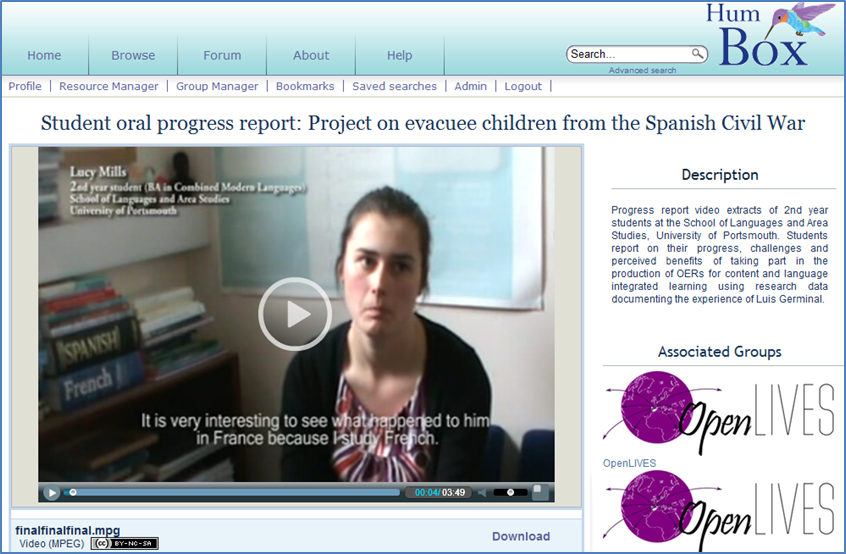 Hum
Box
Home Browse Forum About Help
Search...
Advanced search
Profile | Resource Manager | Group Manager | Bookmarks | Saved searches | Admin | Logout |
Student oral progress report: Project on evacuee children from the Spanish Civil War
Lucy Mills
2nd year student (BA in Combined Modern Languages)
School of Languages and Area Studies
University of Portsmouth
SPANISH
French
It is very interesting to see what happened to him
in France because I study French.
00:04/03:49
finalfinalfinal.mpg
Video (MPEG) cc BY-NC-SA
Download
Description
Progress report video extracts of 2nd year
students at the School of Languages and Area
Studies, University of Portsmouth. Students
report on their progress, challenges and
perceived benefits of taking part in the
production of OERs for content and language
integrated learning using research data
documenting the experience of Luis Germinal.
Associated Groups
OpenLIVES
OpenLIVES
OpenLIVES